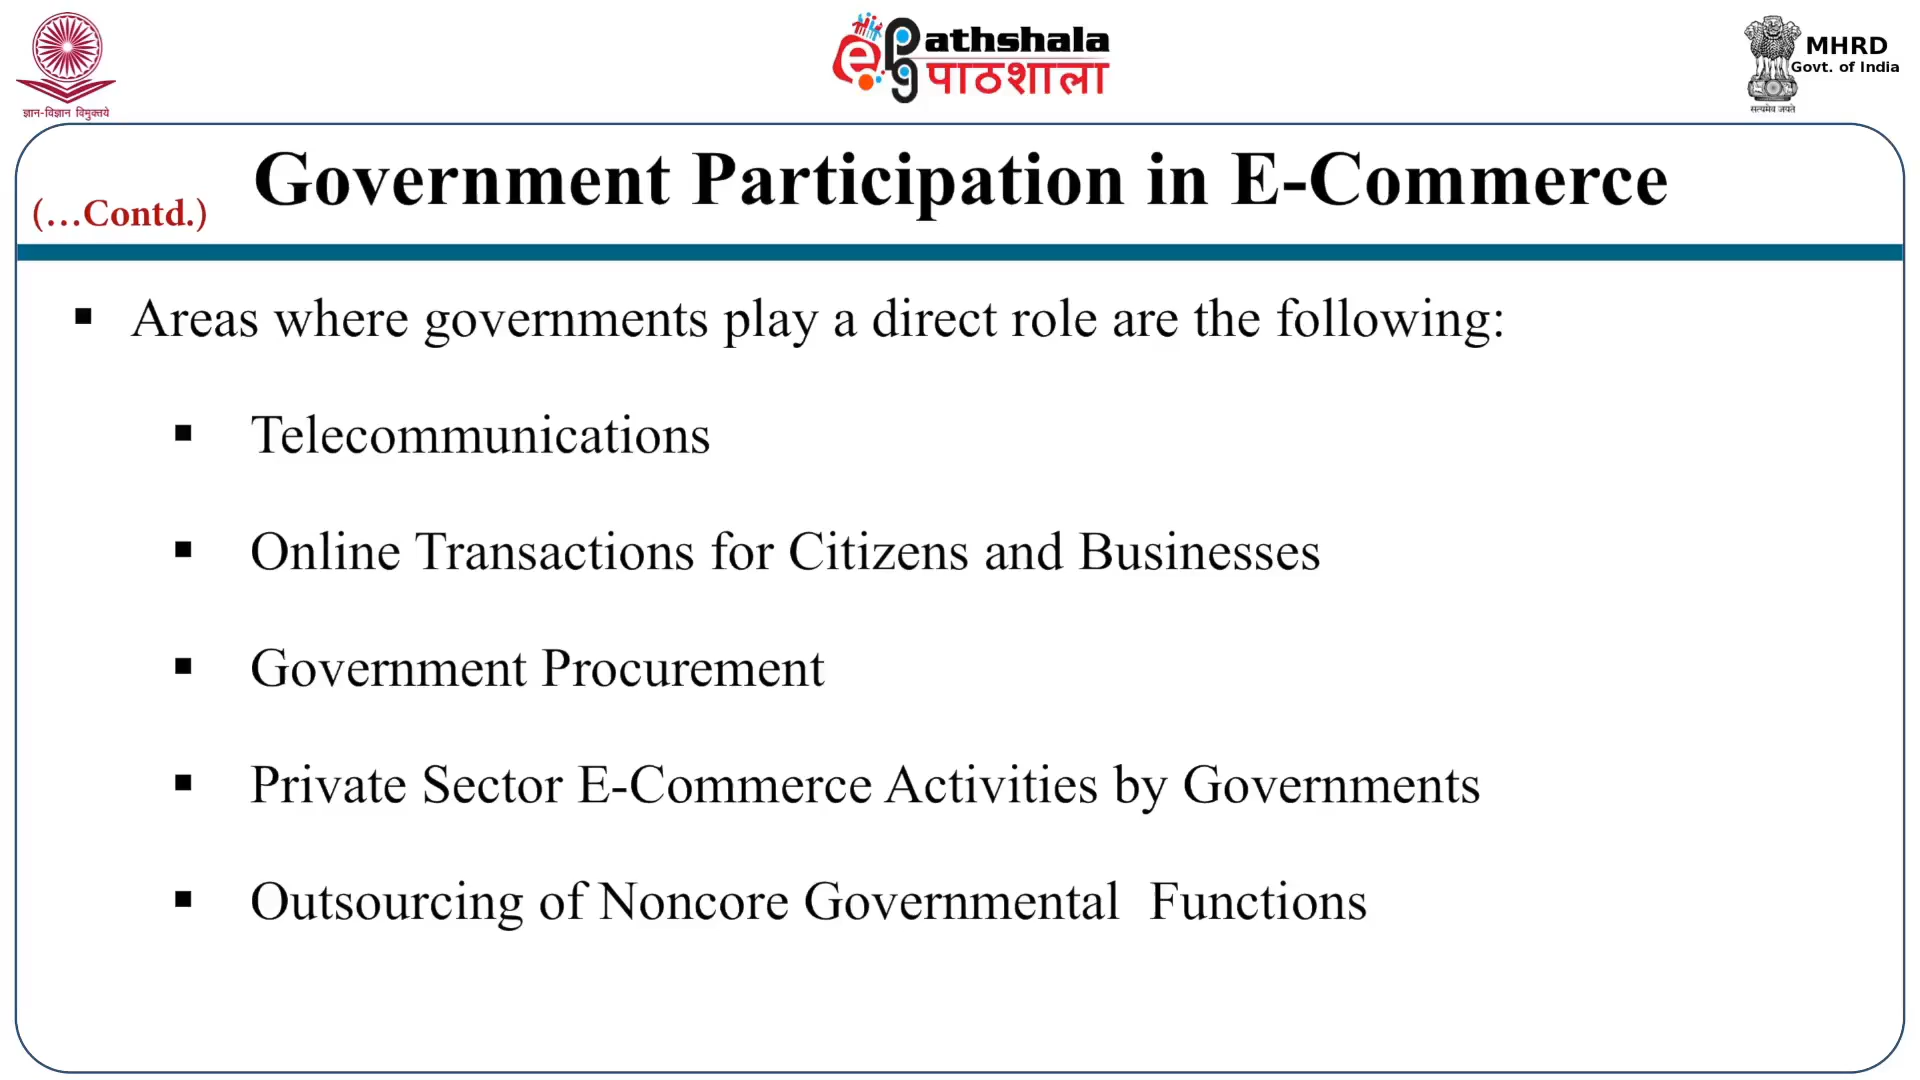 ज्ञान-विज्ञान विमुक्तये
ePathshala
पाठशाला
pg
MHRD
Govt. of India
सत्यमेव जयते
Government Participation in E-Commerce
(...Contd.)
▪ Areas where governments play a direct role are the following:
▪ Telecommunications
▪ Online Transactions for Citizens and Businesses
▪ Government Procurement
▪ Private Sector E-Commerce Activities by Governments
▪ Outsourcing of Noncore Governmental Functions